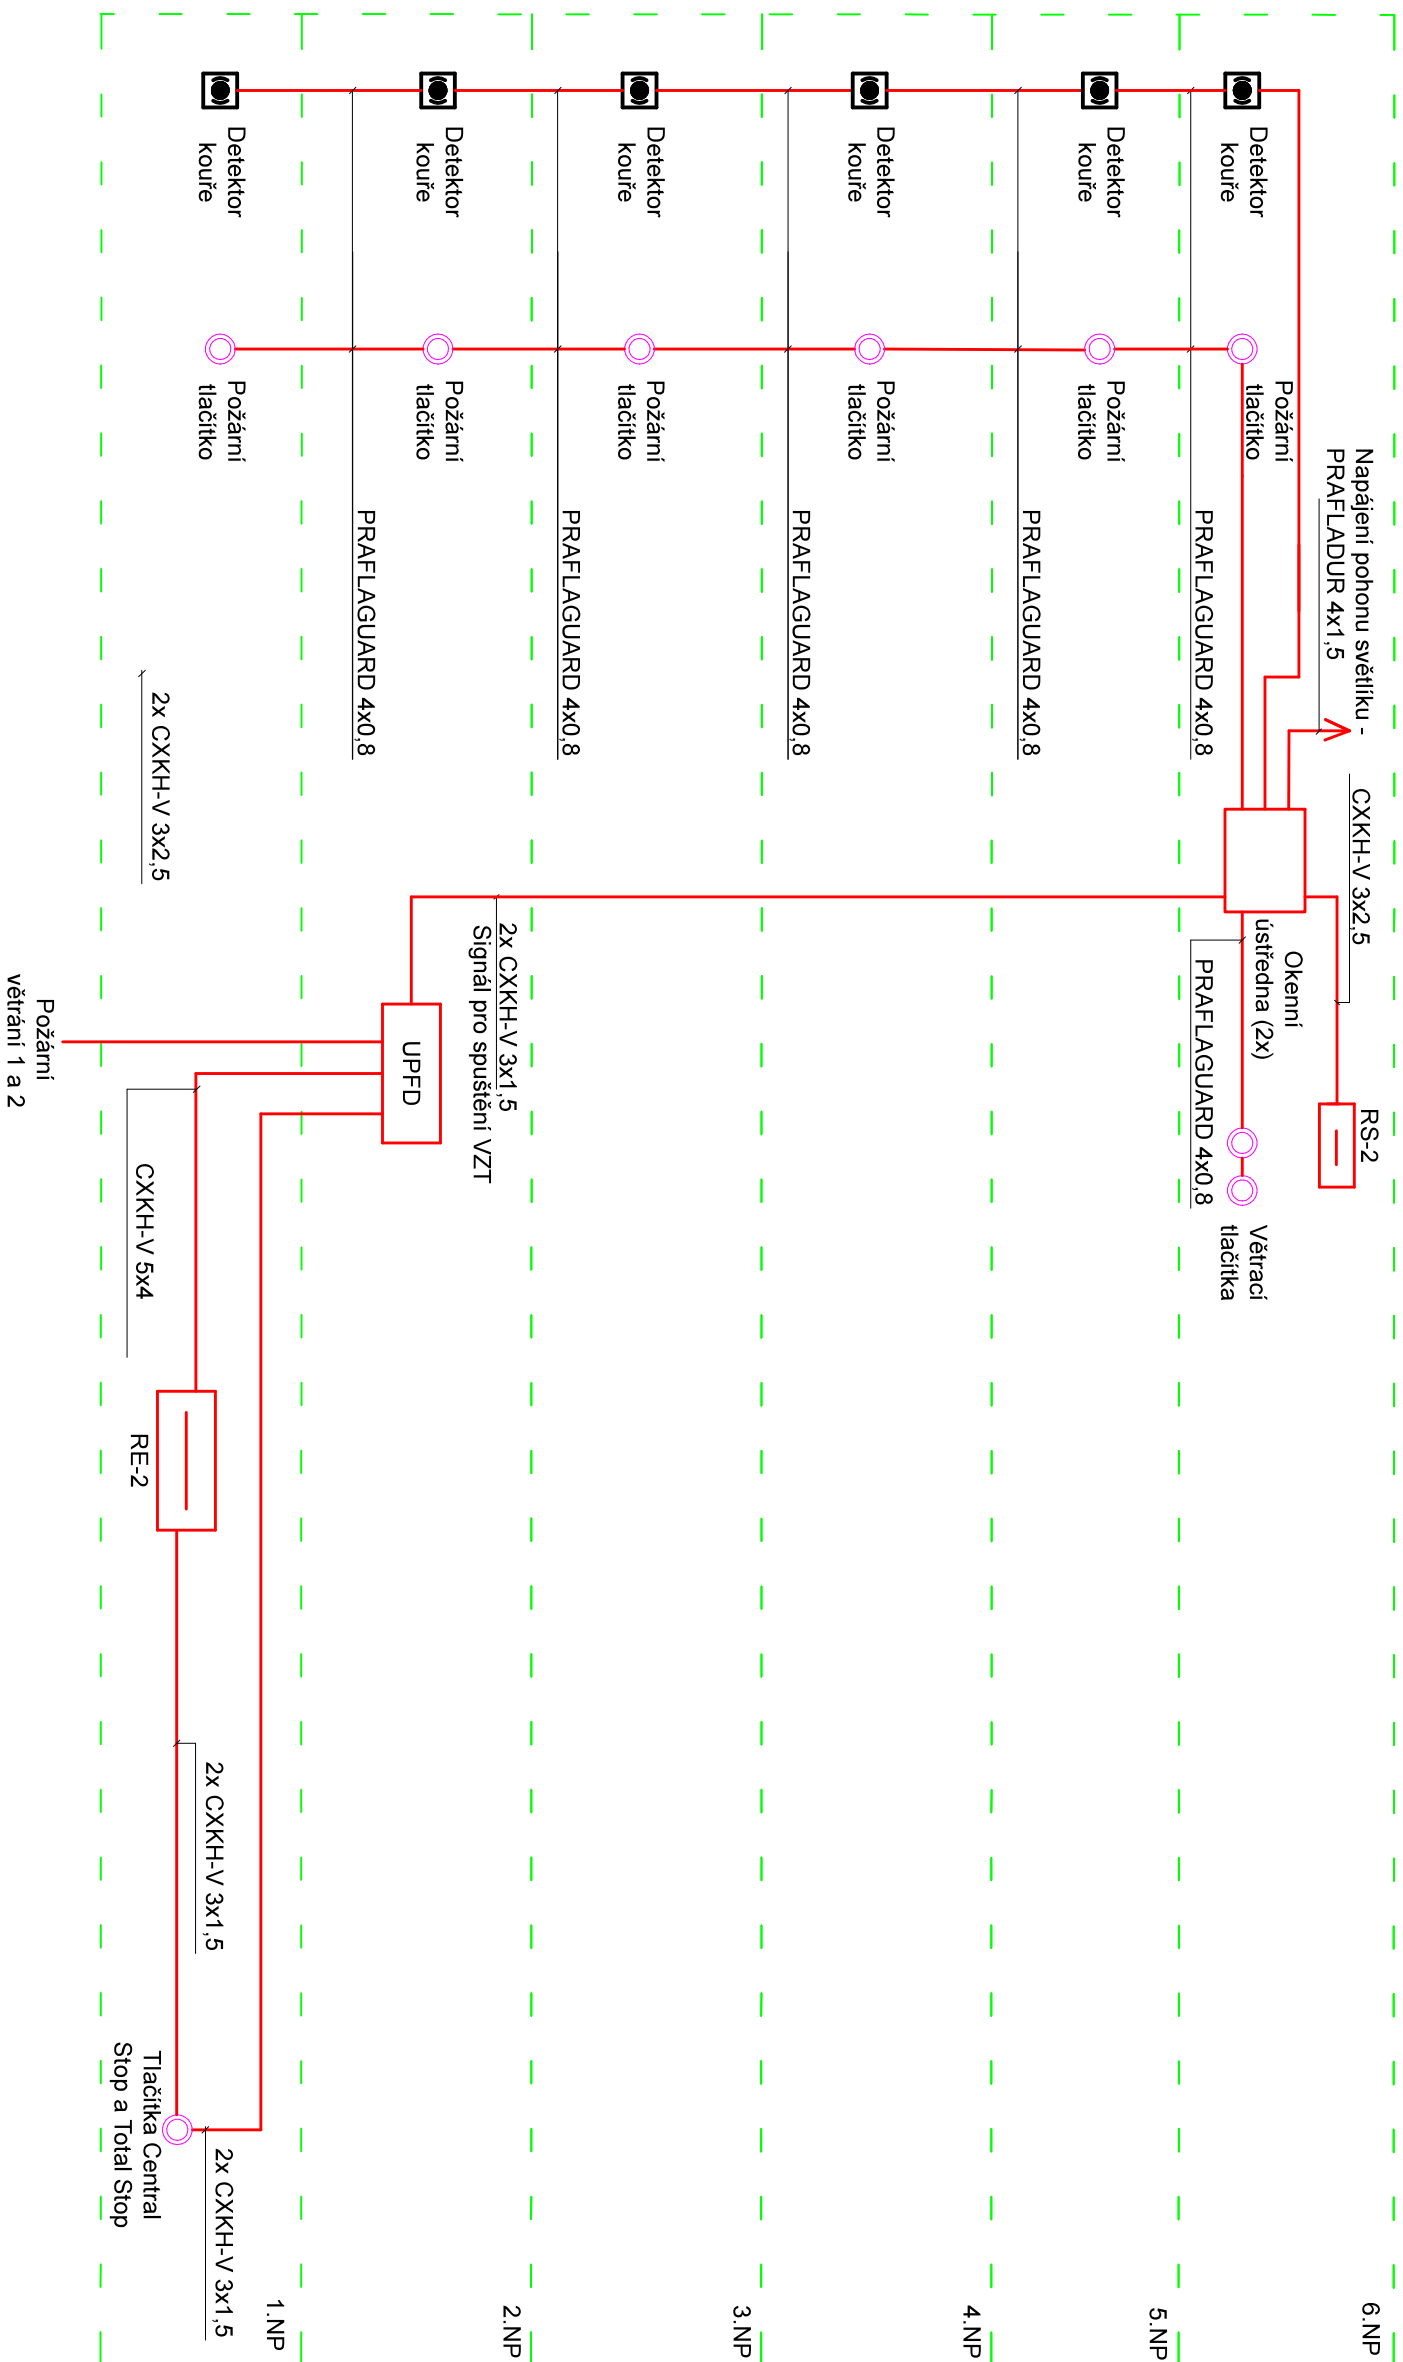 6.NP
Napájení pohonu světlíku -
PRAFLADUR 4x1,5
CXKH-V 3x2,5
RS-2
Okenní
ústředna (2x)
Požární
tlačítko
Detektor
kouře
Větrací
tlačítka
PRAFLAGUARD 4x0,8
PRAFLAGUARD 4x0,8
5.NP
Detektor
kouře
Požární
tlačítko
PRAFLAGUARD 4x0,8
4.NP
Detektor
kouře
Požární
tlačítko
PRAFLAGUARD 4x0,8
3.NP
Detektor
kouře
Požární
tlačítko
PRAFLAGUARD 4x0,8
2.NP
2x CXKH-V 3x1,5
Signál pro spuštění VZT
Detektor
kouře
Požární
tlačítko
UPFD
PRAFLAGUARD 4x0,8
1.NP
Detektor
kouře
Požární
tlačítko
2x CXKH-V 3x1,5
2x CXKH-V 3x1,5
2x CXKH-V 3x2,5
CXKH-V 5x4
RE-2
Tlačítka Central
Stop a Total Stop
Požární
větrání 1 a 2